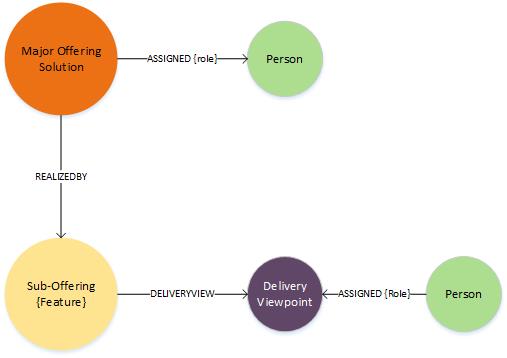 Major Offering
Solution
ASSIGNED {role}
Person
REALIZEDBY
Sub-Offering
{Feature}
DELIVERYVIEW
Delivery
Viewpoint
ASSIGNED {Role}
Person